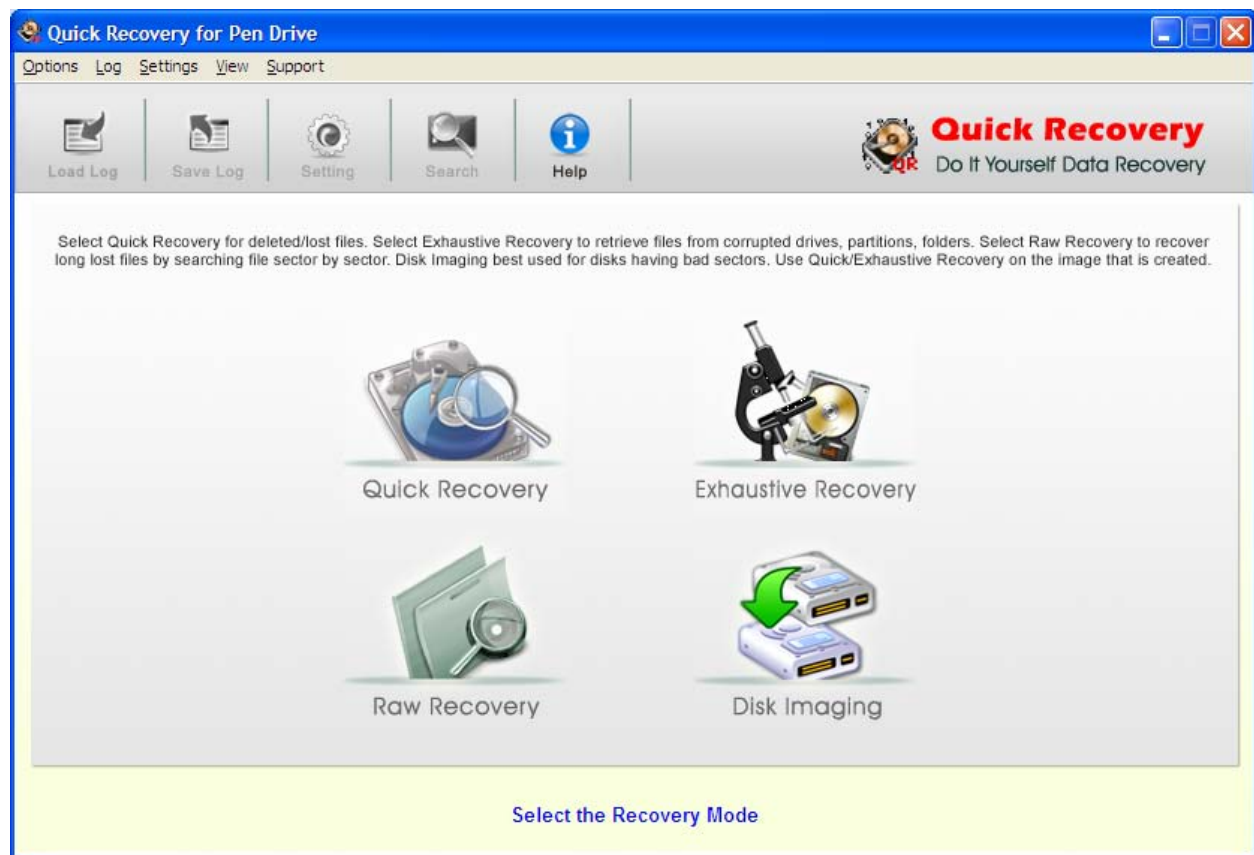 Quick Recovery for Pen Drive
Options Log Settings View Support
Load Log Save Log Setting Search Help
QR
Quick Recovery
Do It Yourself Data Recovery
Select Quick Recovery for deleted/lost files. Select Exhaustive Recovery to retrieve files from corrupted drives, partitions, folders. Select Raw Recovery to recover
long lost files by searching file sector by sector. Disk Imaging best used for disks having bad sectors. Use Quick/Exhaustive Recovery on the image that is created.
Quick Recovery Exhaustive Recovery
Raw Recovery Disk Imaging
Select the Recovery Mode